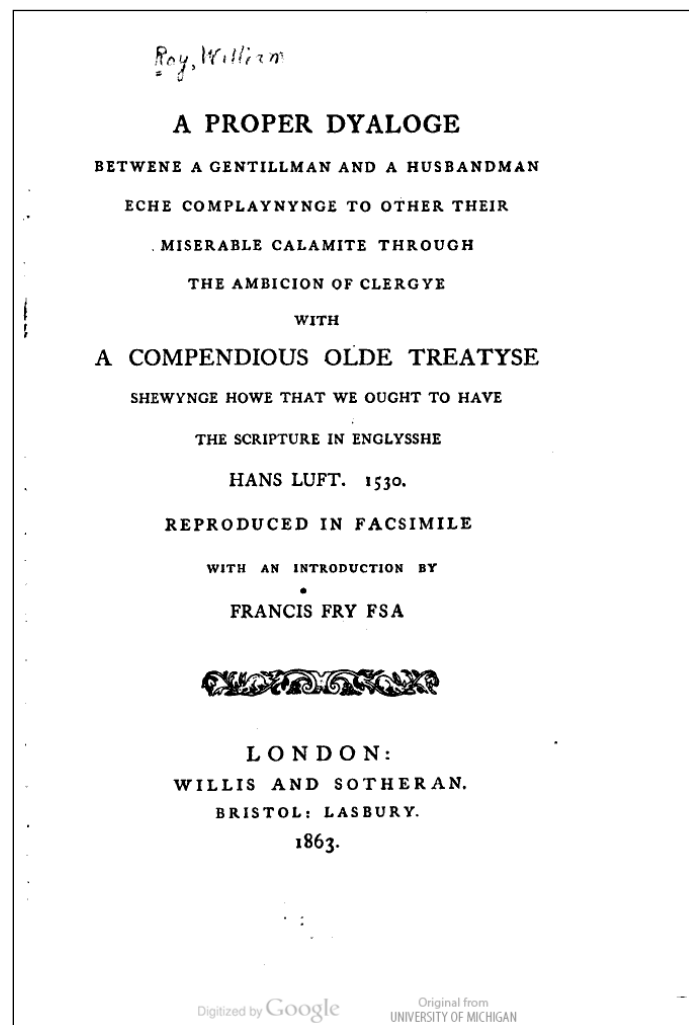 Roy, William
A PROPER DYALOGE
BETWENE A GENTILLMAN AND A HUSBANDMAN
ECHE COMPLAYNYNGE TO OTHER THEIR
MISERABLE CALAMITE THROUGH
THE AMBICION OF CLERGYE
WITH
A COMPENDIOUS OLDE TREATYSE
SHEWYNGE HOWE THAT WE OUGHT TO HAVE
THE SCRIPTURE IN ENGLYSSHE
HANS LUFT. 1530.
REPRODUCED IN FACSIMILE
WITH AN INTRODUCTION BY
FRANCIS FRY FSA
LONDON:
WILLIS AND SOTHERAN.
BRISTOL: LASBURY.
1863.
Digitized by Google
Original from
UNIVERSITY OF MICHIGAN